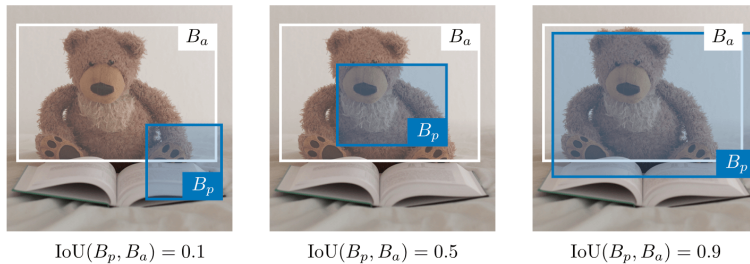 B_a
B_p
IoU(B_p, B_a) = 0.1
B_a
B_p
IoU(B_p, B_a) = 0.5
B_a
B_p
IoU(B_p, B_a) = 0.9